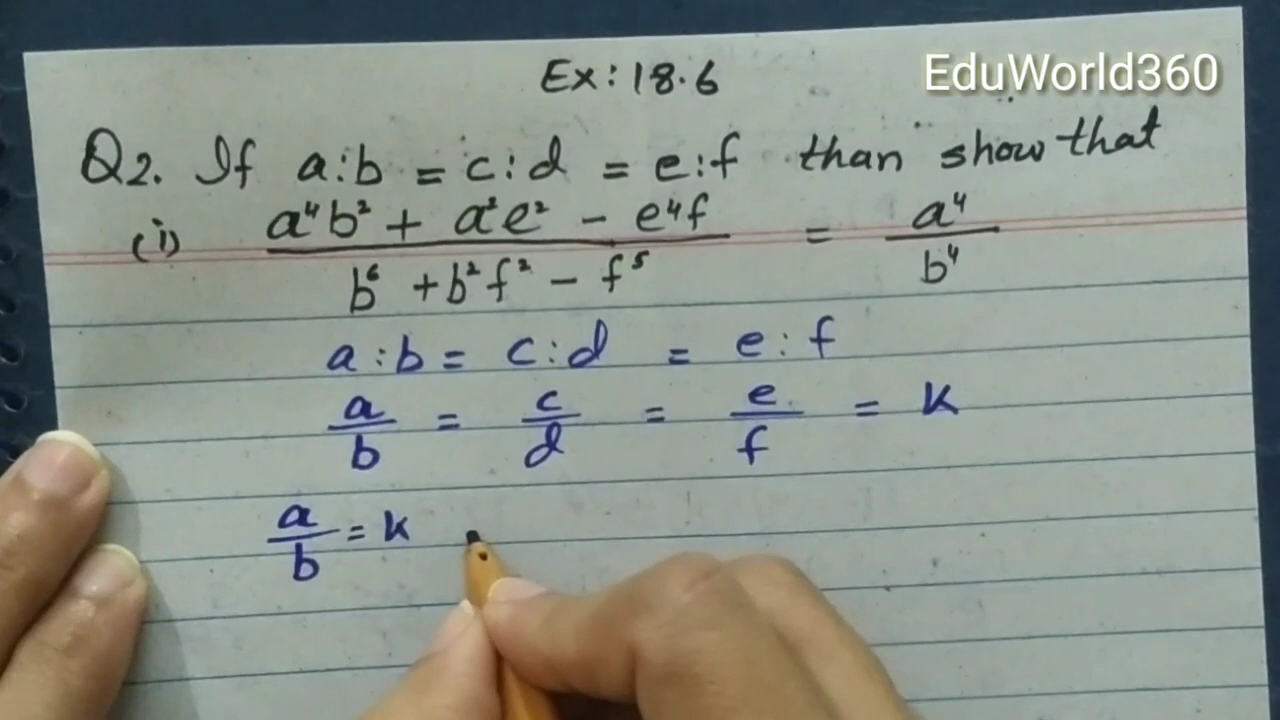 Ex: 18.6
EduWorld360
Q2. If a:b = c:d = e:f than show that
(i) a⁴b² + a²e² - e⁴f / b⁶ + b²f² - f⁵ = a⁴ / b⁴
a:b = c:d = e:f
a/b = c/d = e/f = k
a/b = k